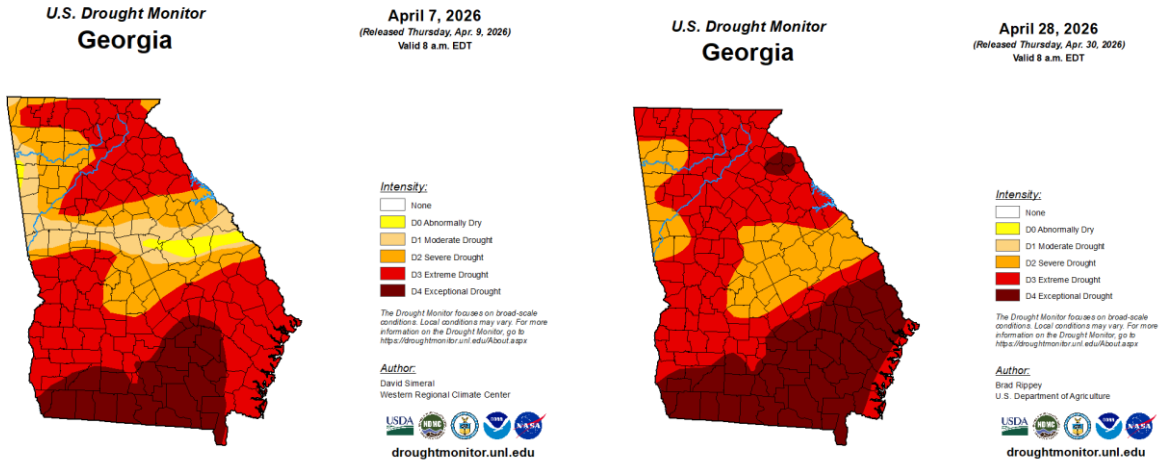 U.S. Drought Monitor
Georgia
April 7, 2026
(Released Thursday, Apr. 9, 2026)
Valid 8 a.m. EDT
Intensity:
None
D0 Abnormally Dry
D1 Moderate Drought
D2 Severe Drought
D3 Extreme Drought
D4 Exceptional Drought
The Drought Monitor focuses on broad-scale
conditions. Local conditions may vary. For more
information on the Drought Monitor, go to
https://droughtmonitor.unl.edu/About.aspx
Author:
David Simeral
Western Regional Climate Center
USDA
NDMC
NASA
droughtmonitor.unl.edu
U.S. Drought Monitor
Georgia
April 28, 2026
(Released Thursday, Apr. 30, 2026)
Valid 8 a.m. EDT
Intensity:
None
D0 Abnormally Dry
D1 Moderate Drought
D2 Severe Drought
D3 Extreme Drought
D4 Exceptional Drought
The Drought Monitor focuses on broad-scale
conditions. Local conditions may vary. For more
information on the Drought Monitor, go to
https://droughtmonitor.unl.edu/About.aspx
Author:
Brad Rippey
U.S. Department of Agriculture
USDA
NDMC
NASA
droughtmonitor.unl.edu